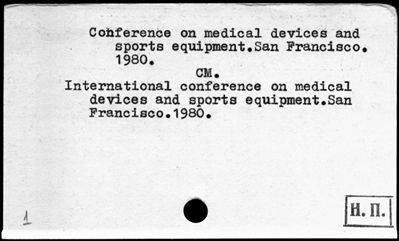 Conference on medical devices and
sports equipment.San Francisco.
1980.
СМ.
International conference on medical
devices and sports equipment.San
Francisco.1980.
1
Н. П.